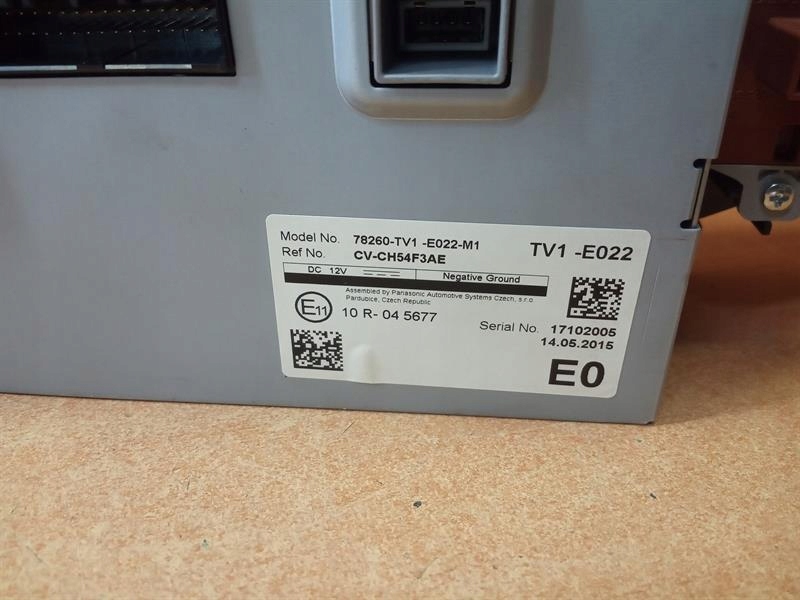 Model No. 78260-TV1 -E022-M1 TV1 -E022
Ref No. CV-CH54F3AE
DC 12V Negative Ground
Assembled by Panasonic Automotive Systems Czech, s.r.o
Pardubice, Czech Republic
E11 10 R- 04 5677
Serial No. 17102005
14.05.2015
E0